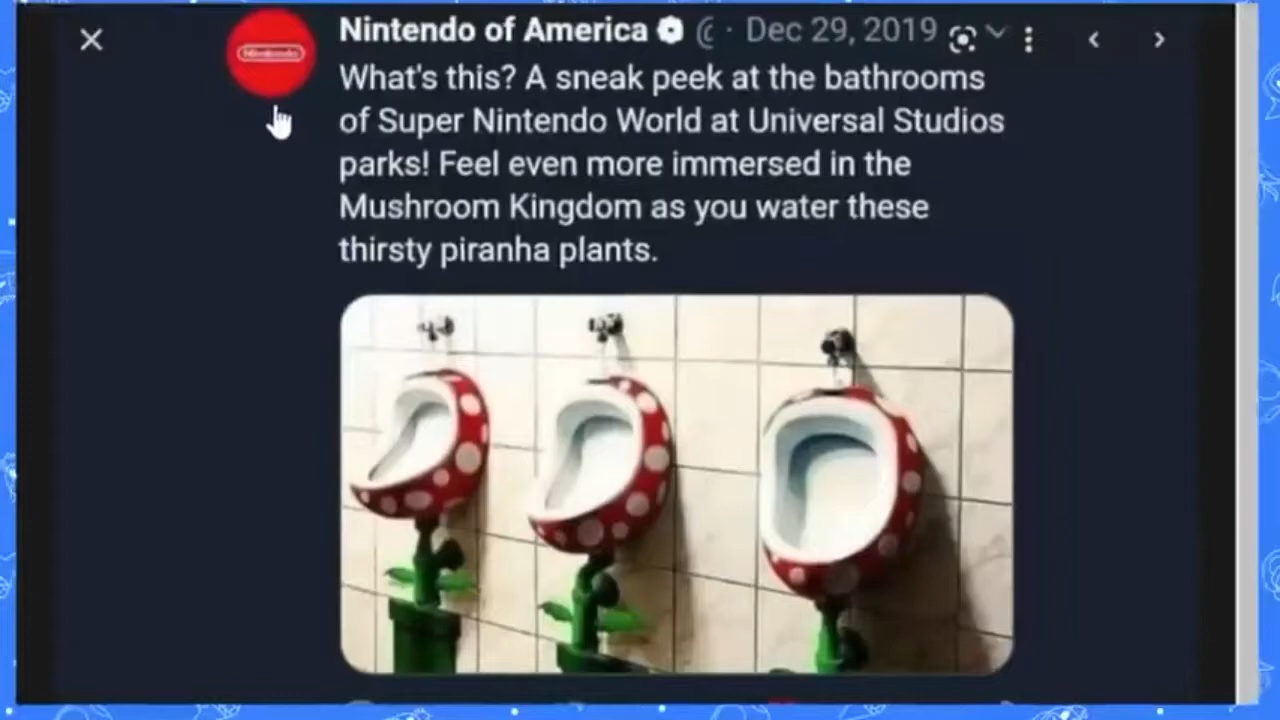 Nintendo
Nintendo of America @ · Dec 29, 2019
What's this? A sneak peek at the bathrooms
of Super Nintendo World at Universal Studios
parks! Feel even more immersed in the
Mushroom Kingdom as you water these
thirsty piranha plants.